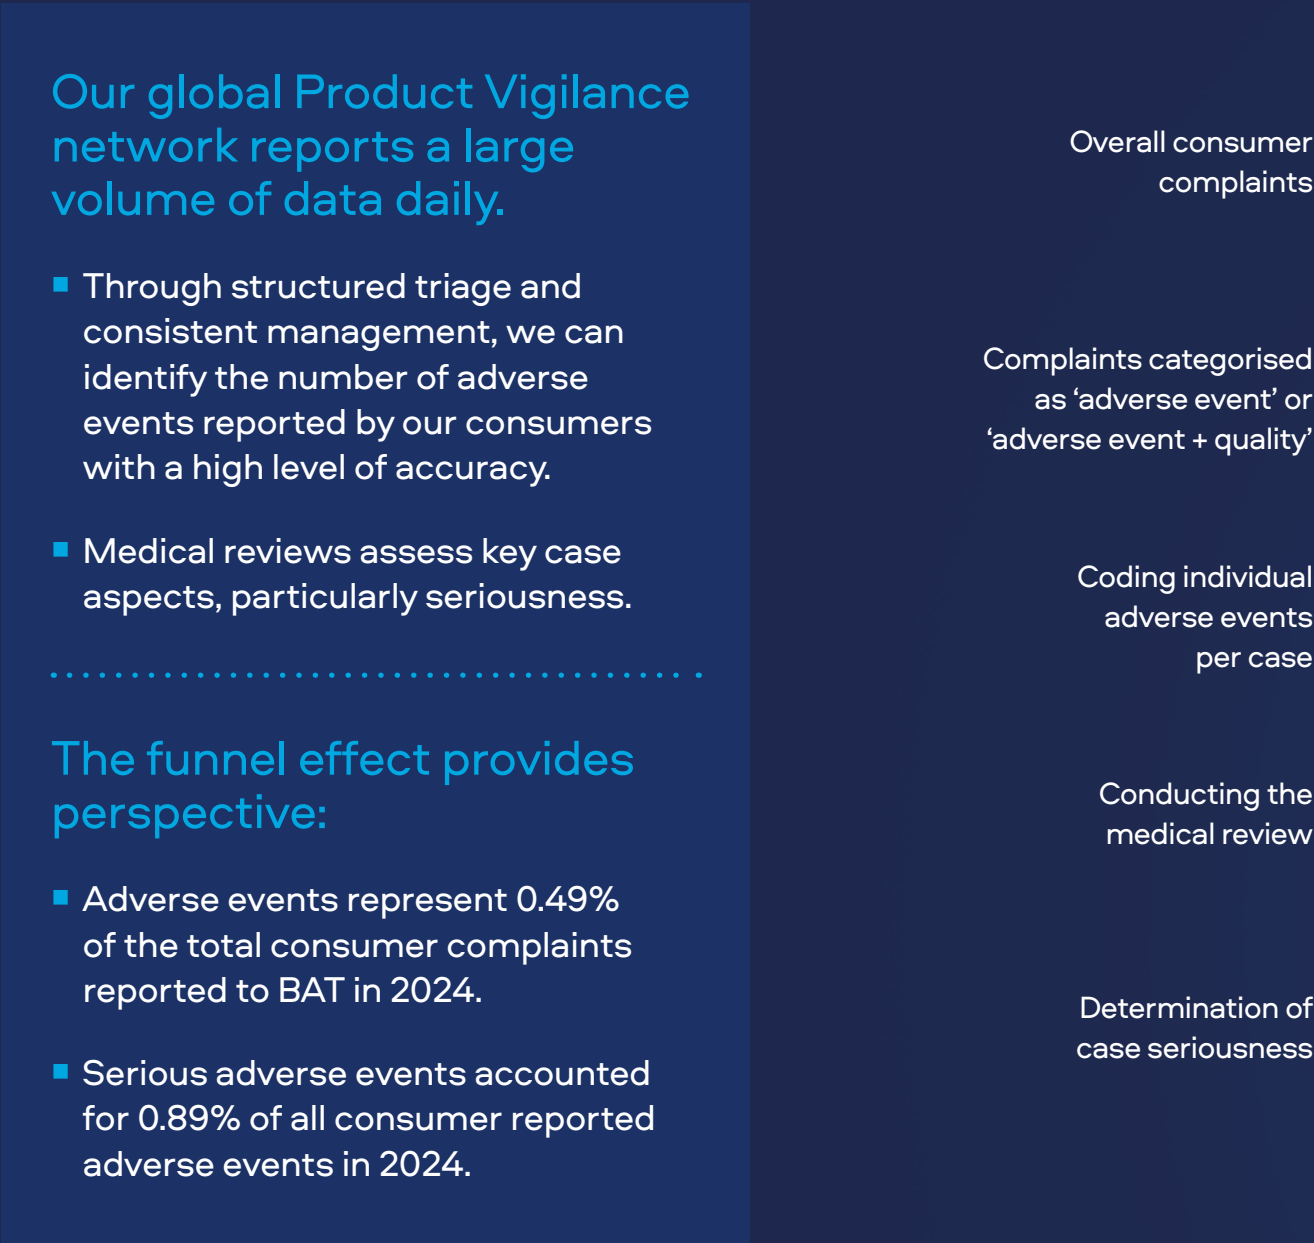 Our global Product Vigilance
network reports a large
volume of data daily.
Through structured triage and
consistent management, we can
identify the number of adverse
events reported by our consumers
with a high level of accuracy.
Medical reviews assess key case
aspects, particularly seriousness.
The funnel effect provides
perspective:
Adverse events represent 0.49%
of the total consumer complaints
reported to BAT in 2024.
Serious adverse events accounted
for 0.89% of all consumer reported
adverse events in 2024.
Overall consumer
complaints
Complaints categorised
as ‘adverse event’ or
‘adverse event + quality’
Coding individual
adverse events
per case
Conducting the
medical review
Determination of
case seriousness